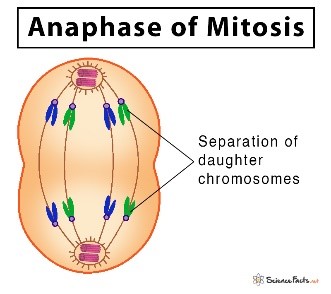 Anaphase of Mitosis
Separation of
daughter
chromosomes
ScienceFacts.net